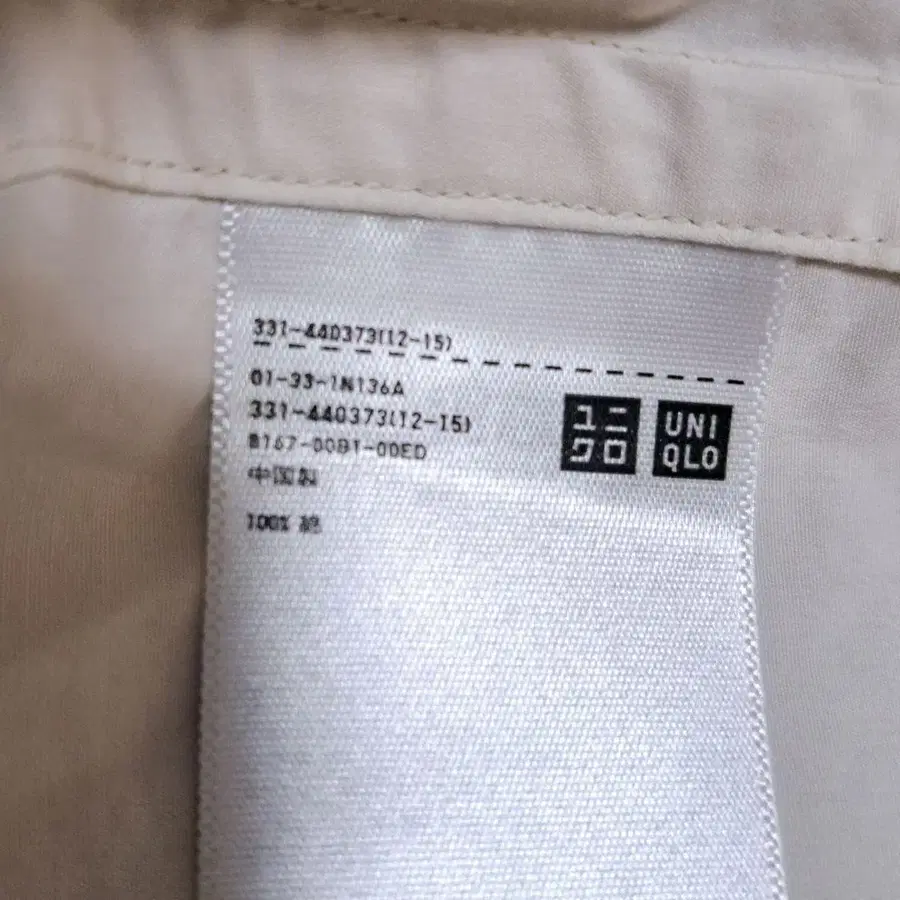 331-440373(12-15)
01-33-1N136A
331-440373(12-15)
B167-00B1-00ED
中国製
100% 綿
ユニ
クロ
UNI
QLO